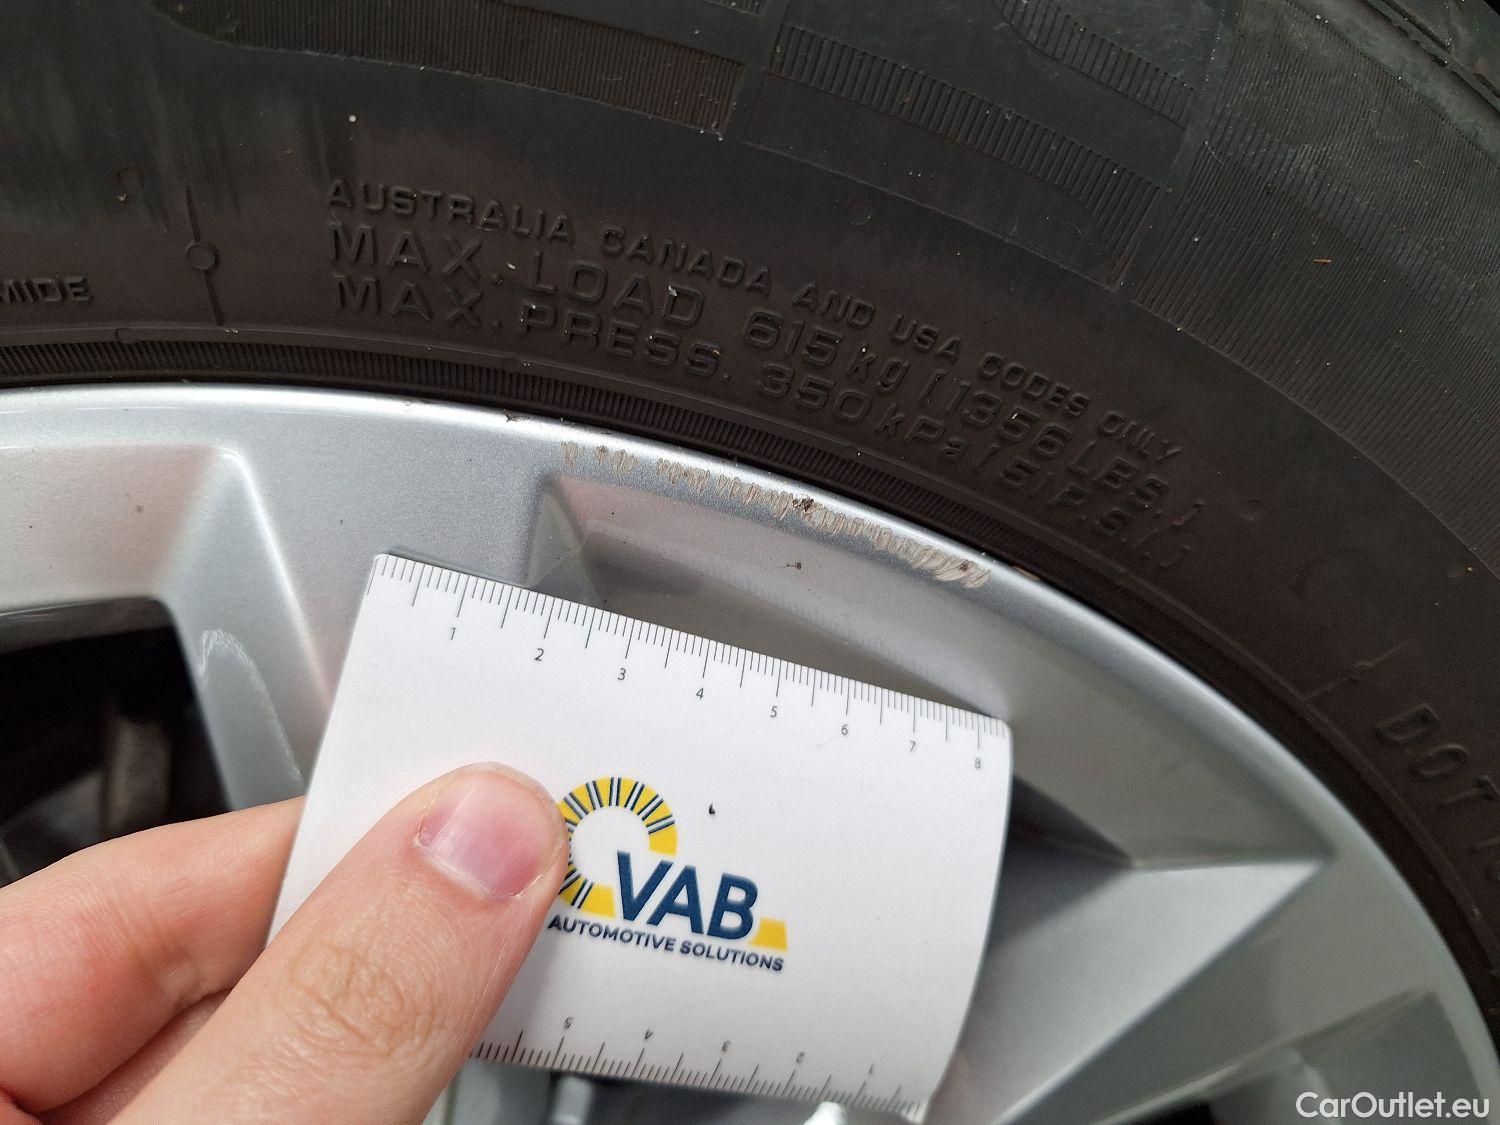 AUSTRALIA CANADA AND USA CODES ONLY
MAX. LOAD 615 kg (1356 LBS.)
MAX. PRESS. 350 kPa (51 P.S.I.)
DOT
1 2 3 4 5 6 7 8
VAB
AUTOMOTIVE SOLUTIONS
5 4 3 2 1
CarOutlet.eu